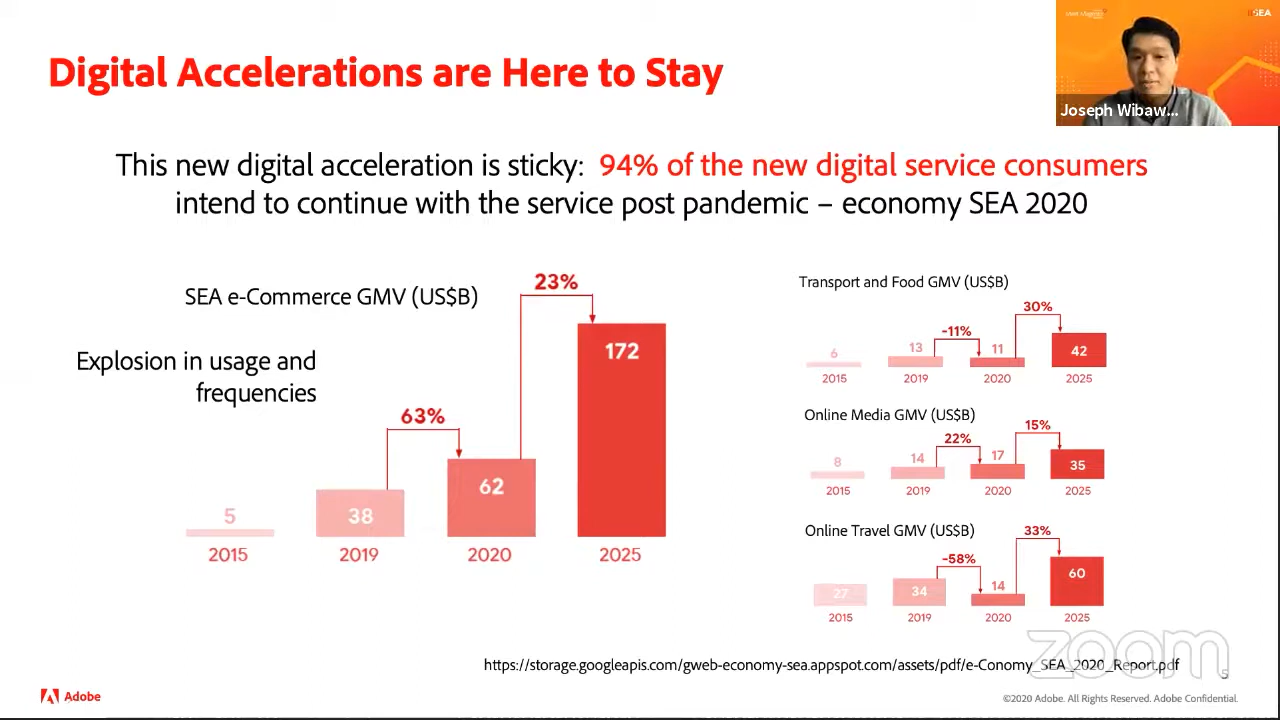 Digital Accelerations are Here to Stay
Joseph Wibaw...
SEA
This new digital acceleration is sticky: 94% of the new digital service consumers
intend to continue with the service post pandemic – economy SEA 2020
SEA e-Commerce GMV (US$B)
Explosion in usage and
frequencies
23%
63%
172
62
38
5
2015
2019
2020
2025
Transport and Food GMV (US$B)
30%
-11%
6
13
11
42
2015
2019
2020
2025
Online Media GMV (US$B)
15%
22%
8
14
17
35
2015
2019
2020
2025
Online Travel GMV (US$B)
33%
-58%
27
34
14
60
2015
2019
2020
2025
zoom
https://storage.googleapis.com/gweb-economy-sea.appspot.com/assets/pdf/e-Conomy_SEA_2020_Report.pdf
5
Adobe
©2020 Adobe. All Rights Reserved. Adobe Confidential.